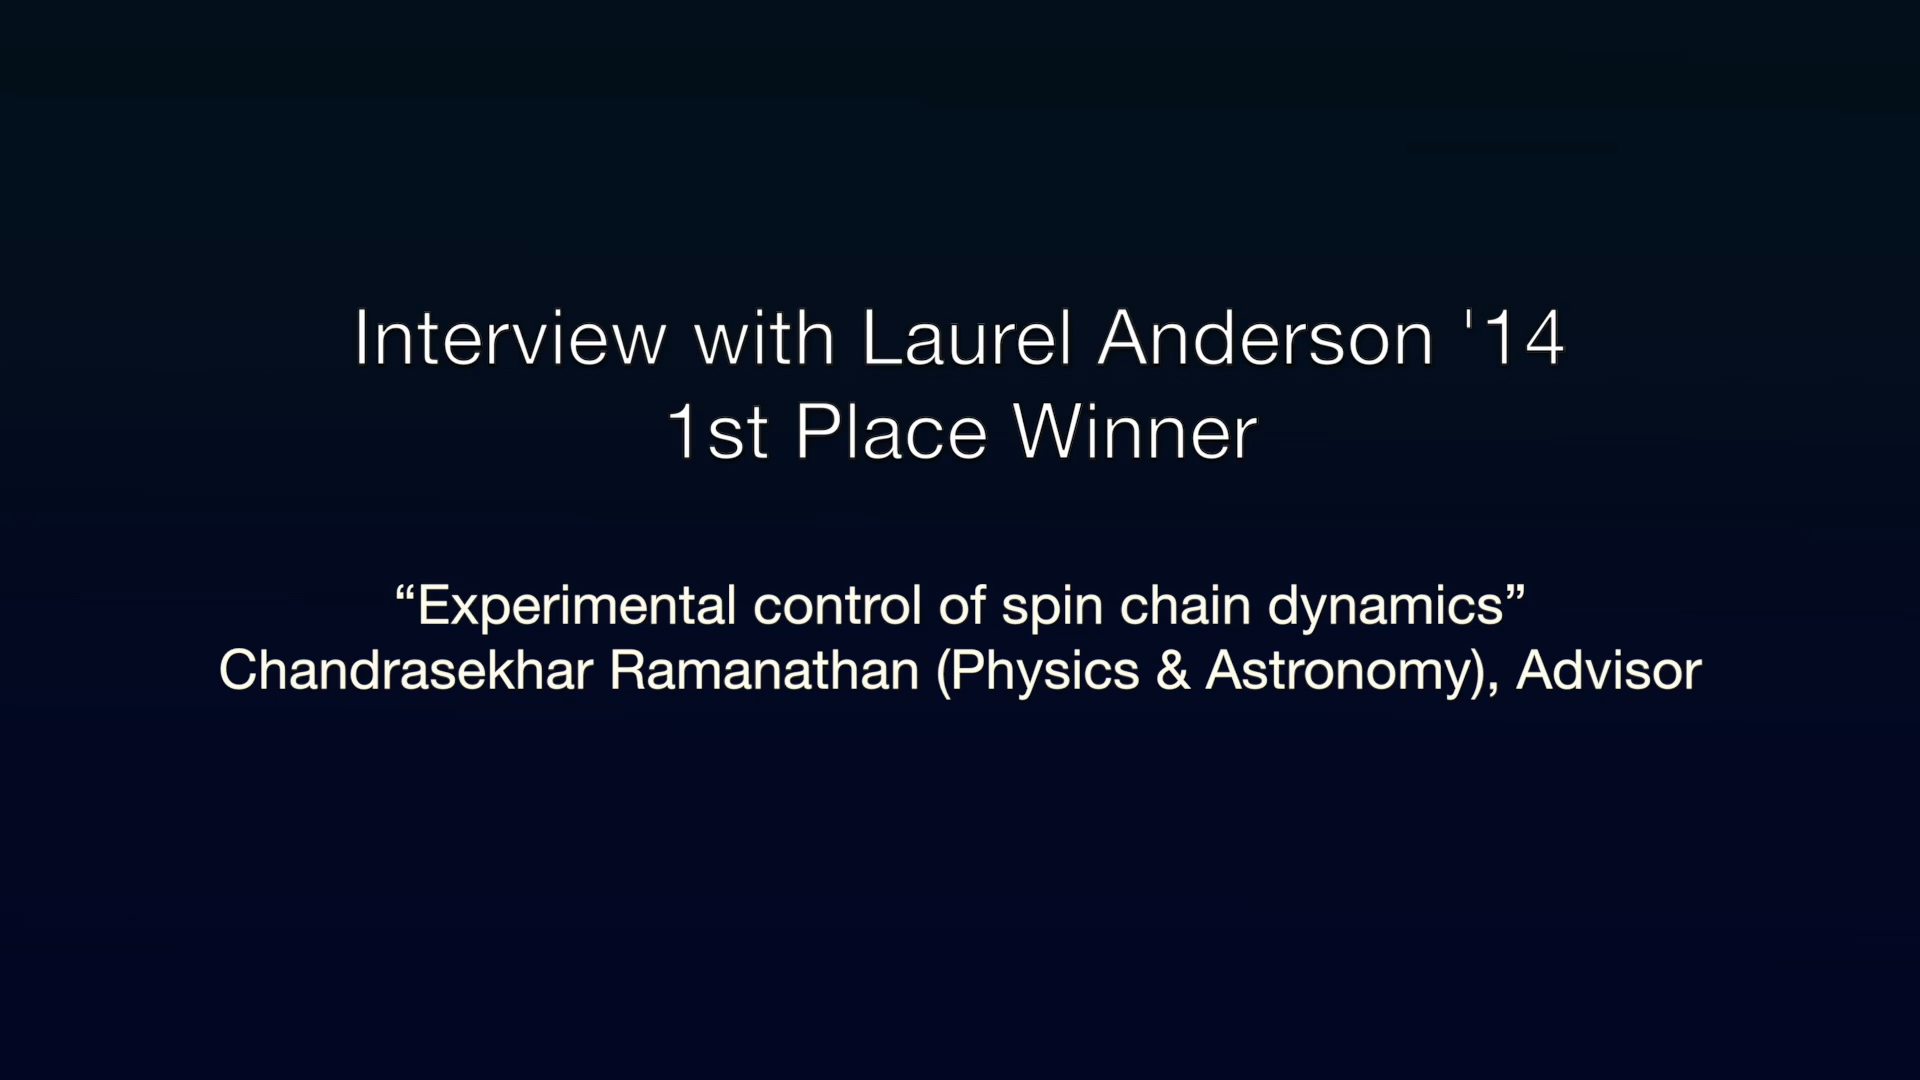 Interview with Laurel Anderson '14
1st Place Winner
“Experimental control of spin chain dynamics”
Chandrasekhar Ramanathan (Physics & Astronomy), Advisor